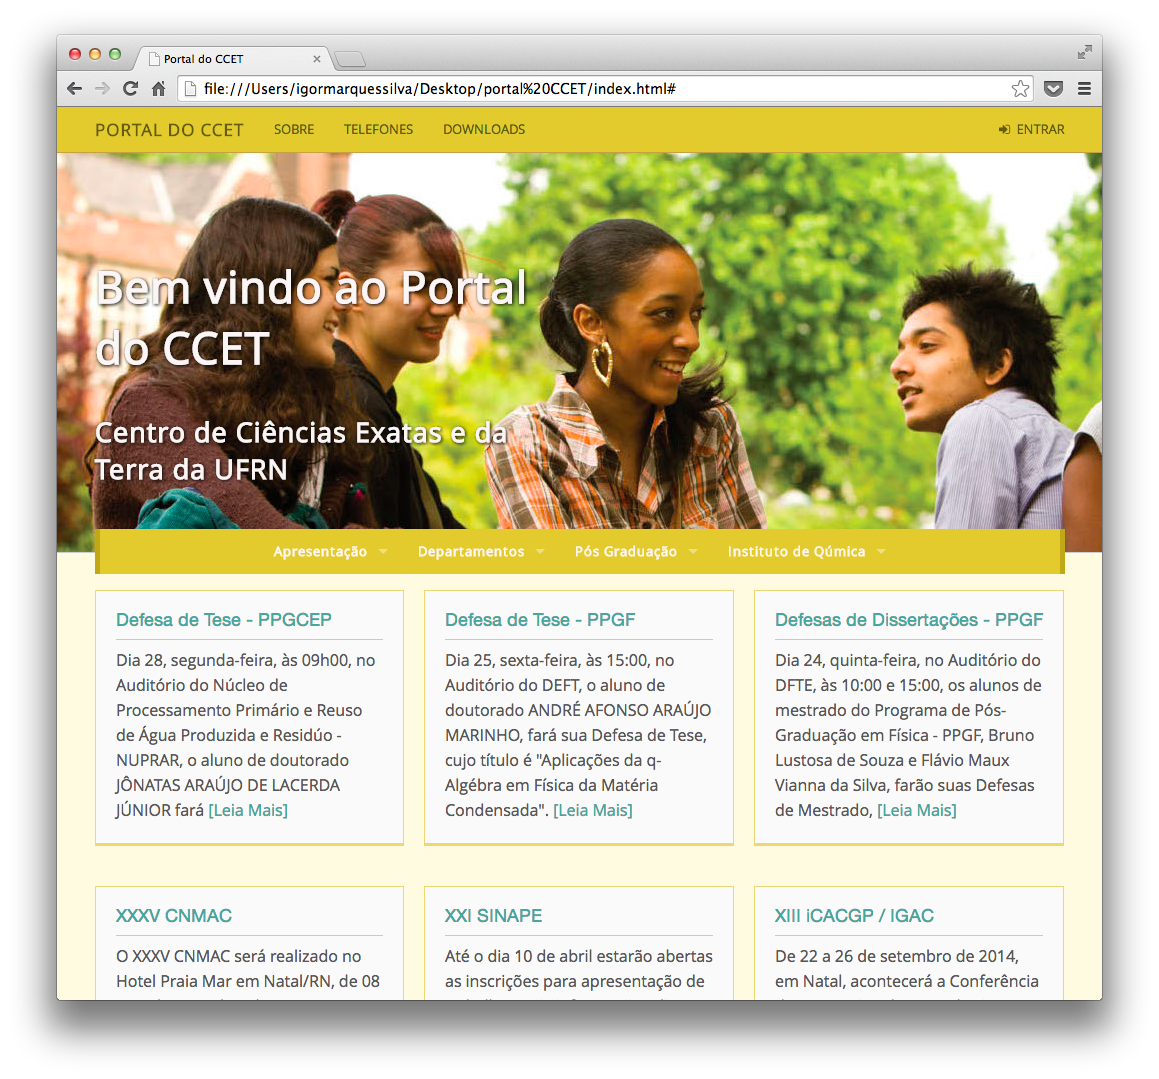 Portal do CCET
file:///Users/igormarquessilva/Desktop/portal%20CCET/index.html#
PORTAL DO CCET SOBRE TELEFONES DOWNLOADS ENTRAR
Bem vindo ao Portal
do CCET
Centro de Ciências Exatas e da
Terra da UFRN
Apresentação Departamentos Pós Graduação Instituto de Qúmica
Defesa de Tese - PPGCEP
Dia 28, segunda-feira, às 09h00, no
Auditório do Núcleo de
Processamento Primário e Reuso
de Água Produzida e Residúo -
NUPRAR, o aluno de doutorado
JÔNATAS ARAÚJO DE LACERDA
JÚNIOR fará [Leia Mais]
Defesa de Tese - PPGF
Dia 25, sexta-feira, às 15:00, no
Auditório do DEFT, o aluno de
doutorado ANDRÉ AFONSO ARAÚJO
MARINHO, fará sua Defesa de Tese,
cujo título é "Aplicações da q-
Algébra em Física da Matéria
Condensada". [Leia Mais]
Defesas de Dissertações - PPGF
Dia 24, quinta-feira, no Auditório do
DFTE, às 10:00 e 15:00, os alunos de
mestrado do Programa de Pós-
Graduação em Física - PPGF, Bruno
Lustosa de Souza e Flávio Maux
Vianna da Silva, farão suas Defesas
de Mestrado, [Leia Mais]
XXXV CNMAC
O XXXV CNMAC será realizado no
Hotel Praia Mar em Natal/RN, de 08
XXI SINAPE
Até o dia 10 de abril estarão abertas
as inscrições para apresentação de
XIII iCACGP / IGAC
De 22 a 26 de setembro de 2014,
em Natal, acontecerá a Conferência